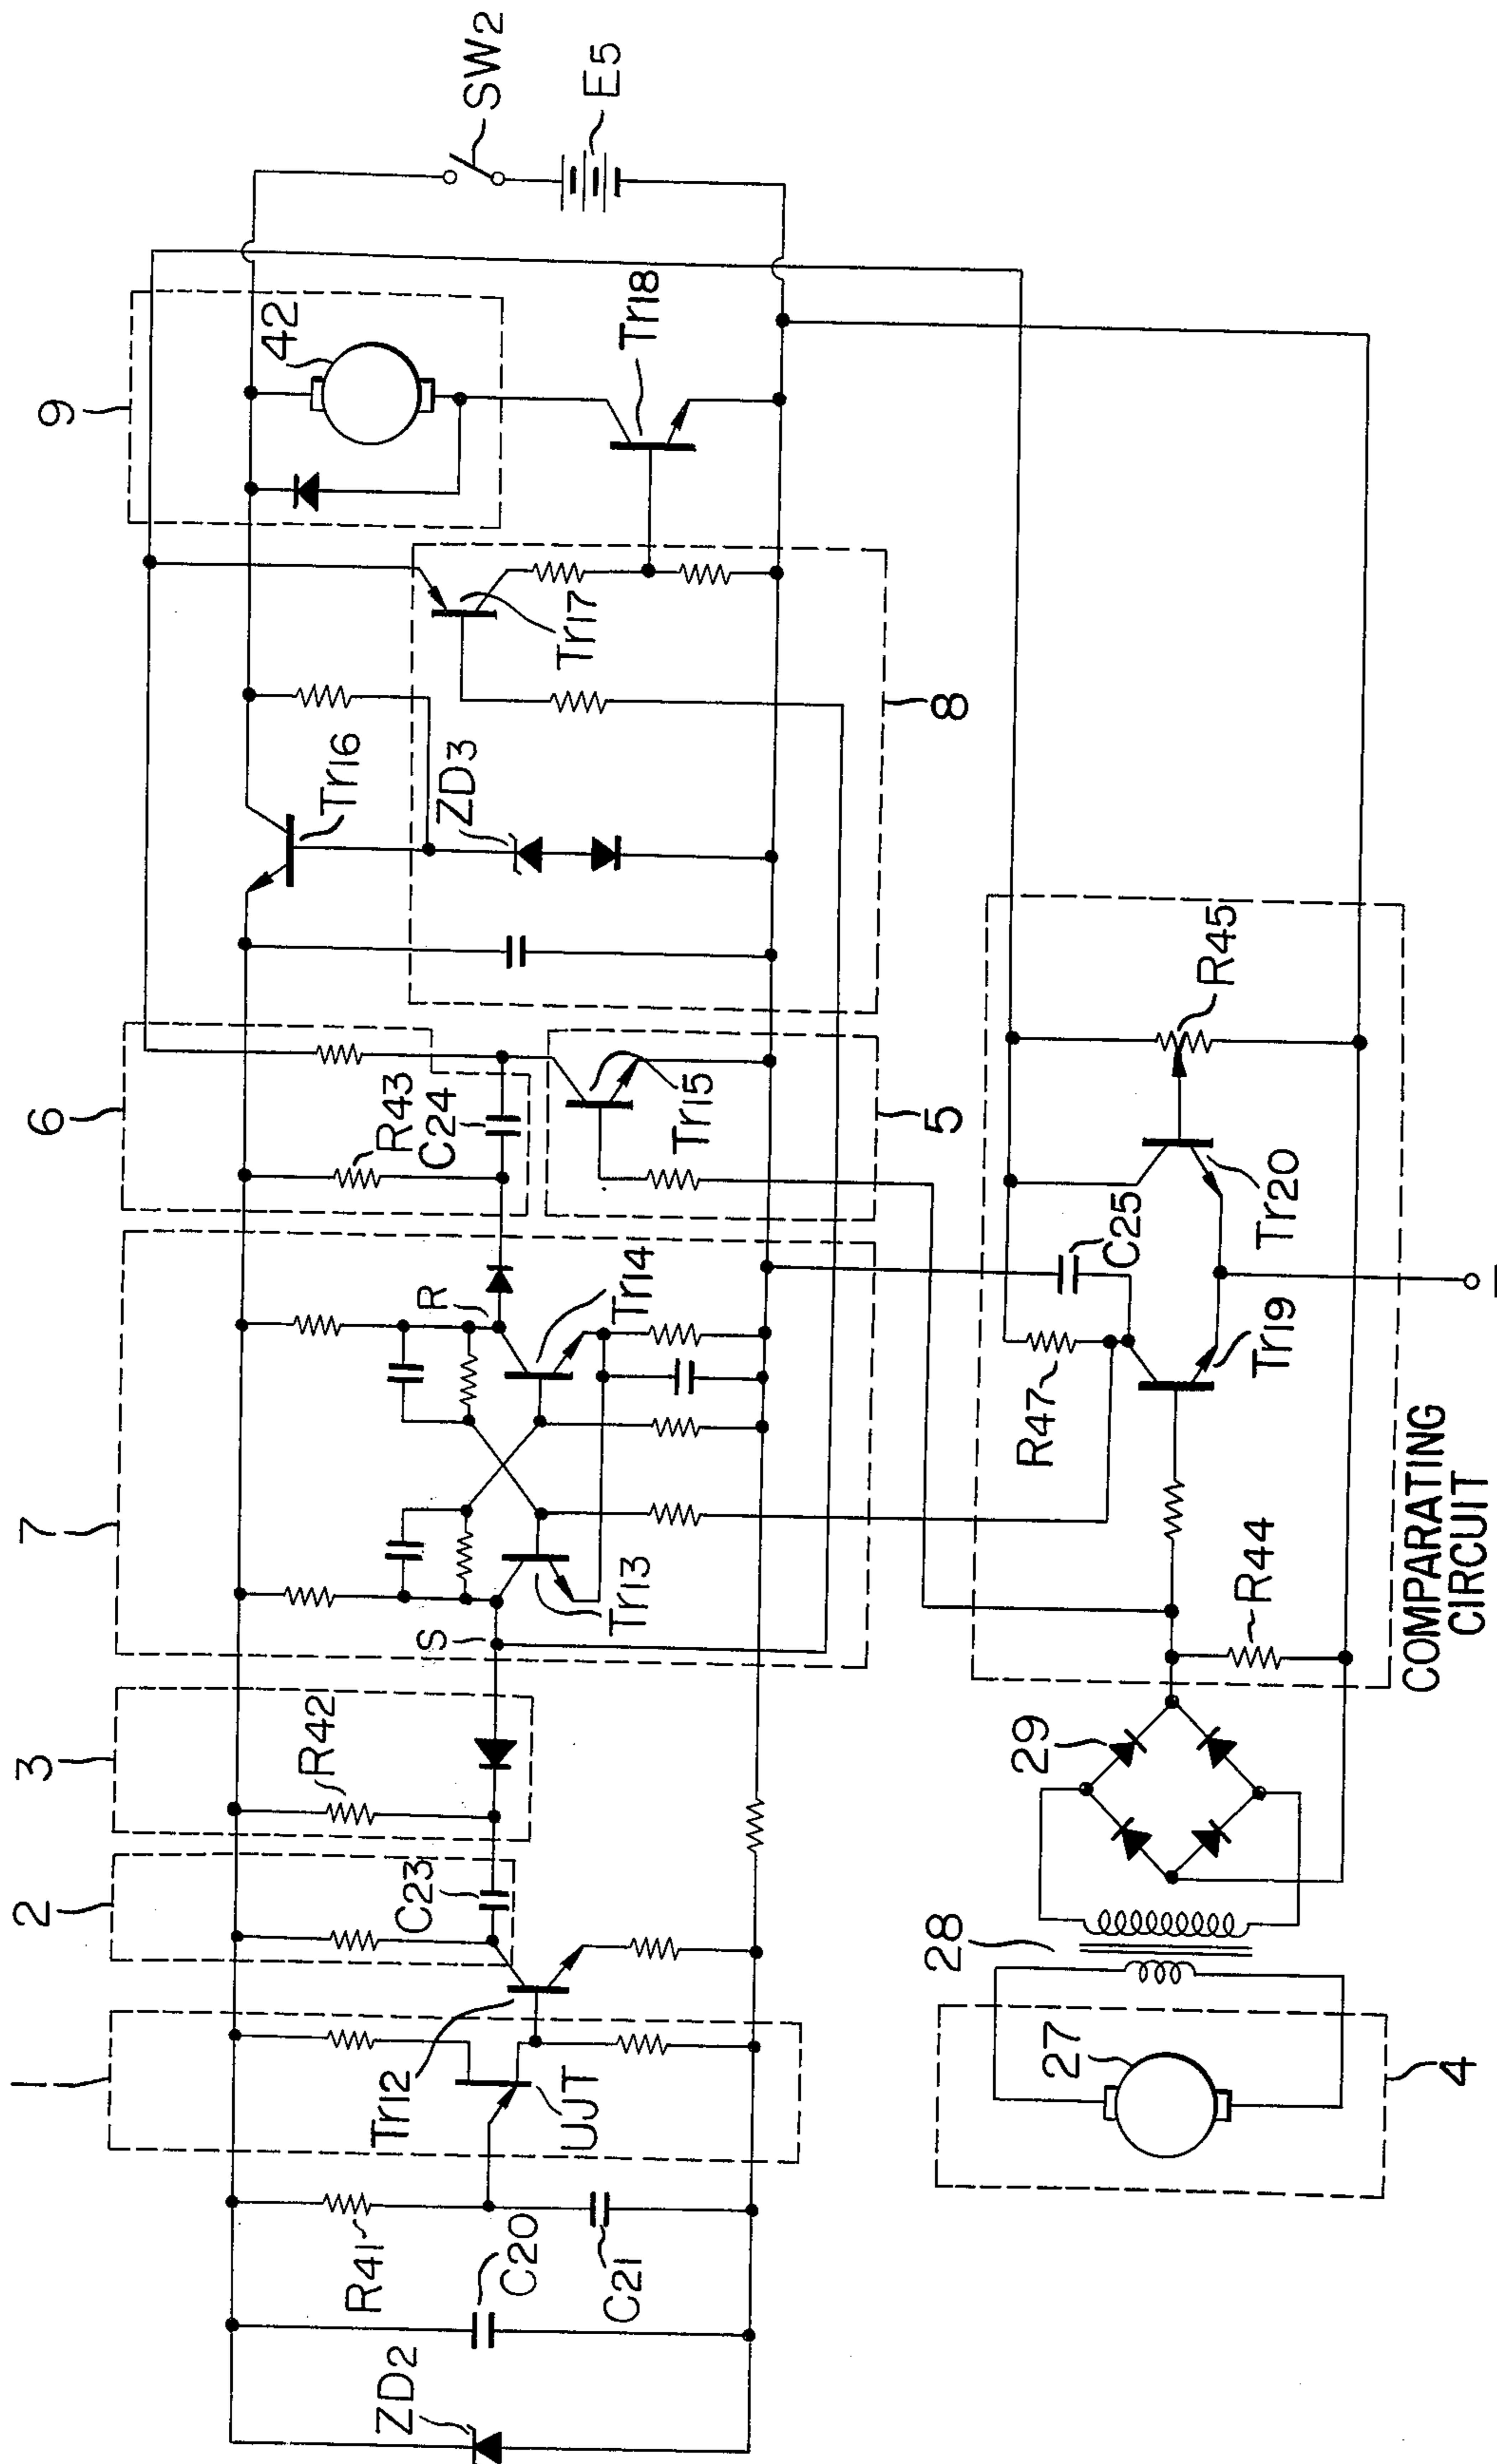 1
2
3
7
6
9
SW2
E5
42
Tr18
Tr17
8
ZD3
Tr16
R43
C24
Tr15
5
R
Tr14
S
Tr13
R42
C23
Tr12
UJT
R41
C20
C21
ZD2
R45
Tr20
C25
Tr19
R47
R44
COMPARATING
CIRCUIT
29
28
27
4